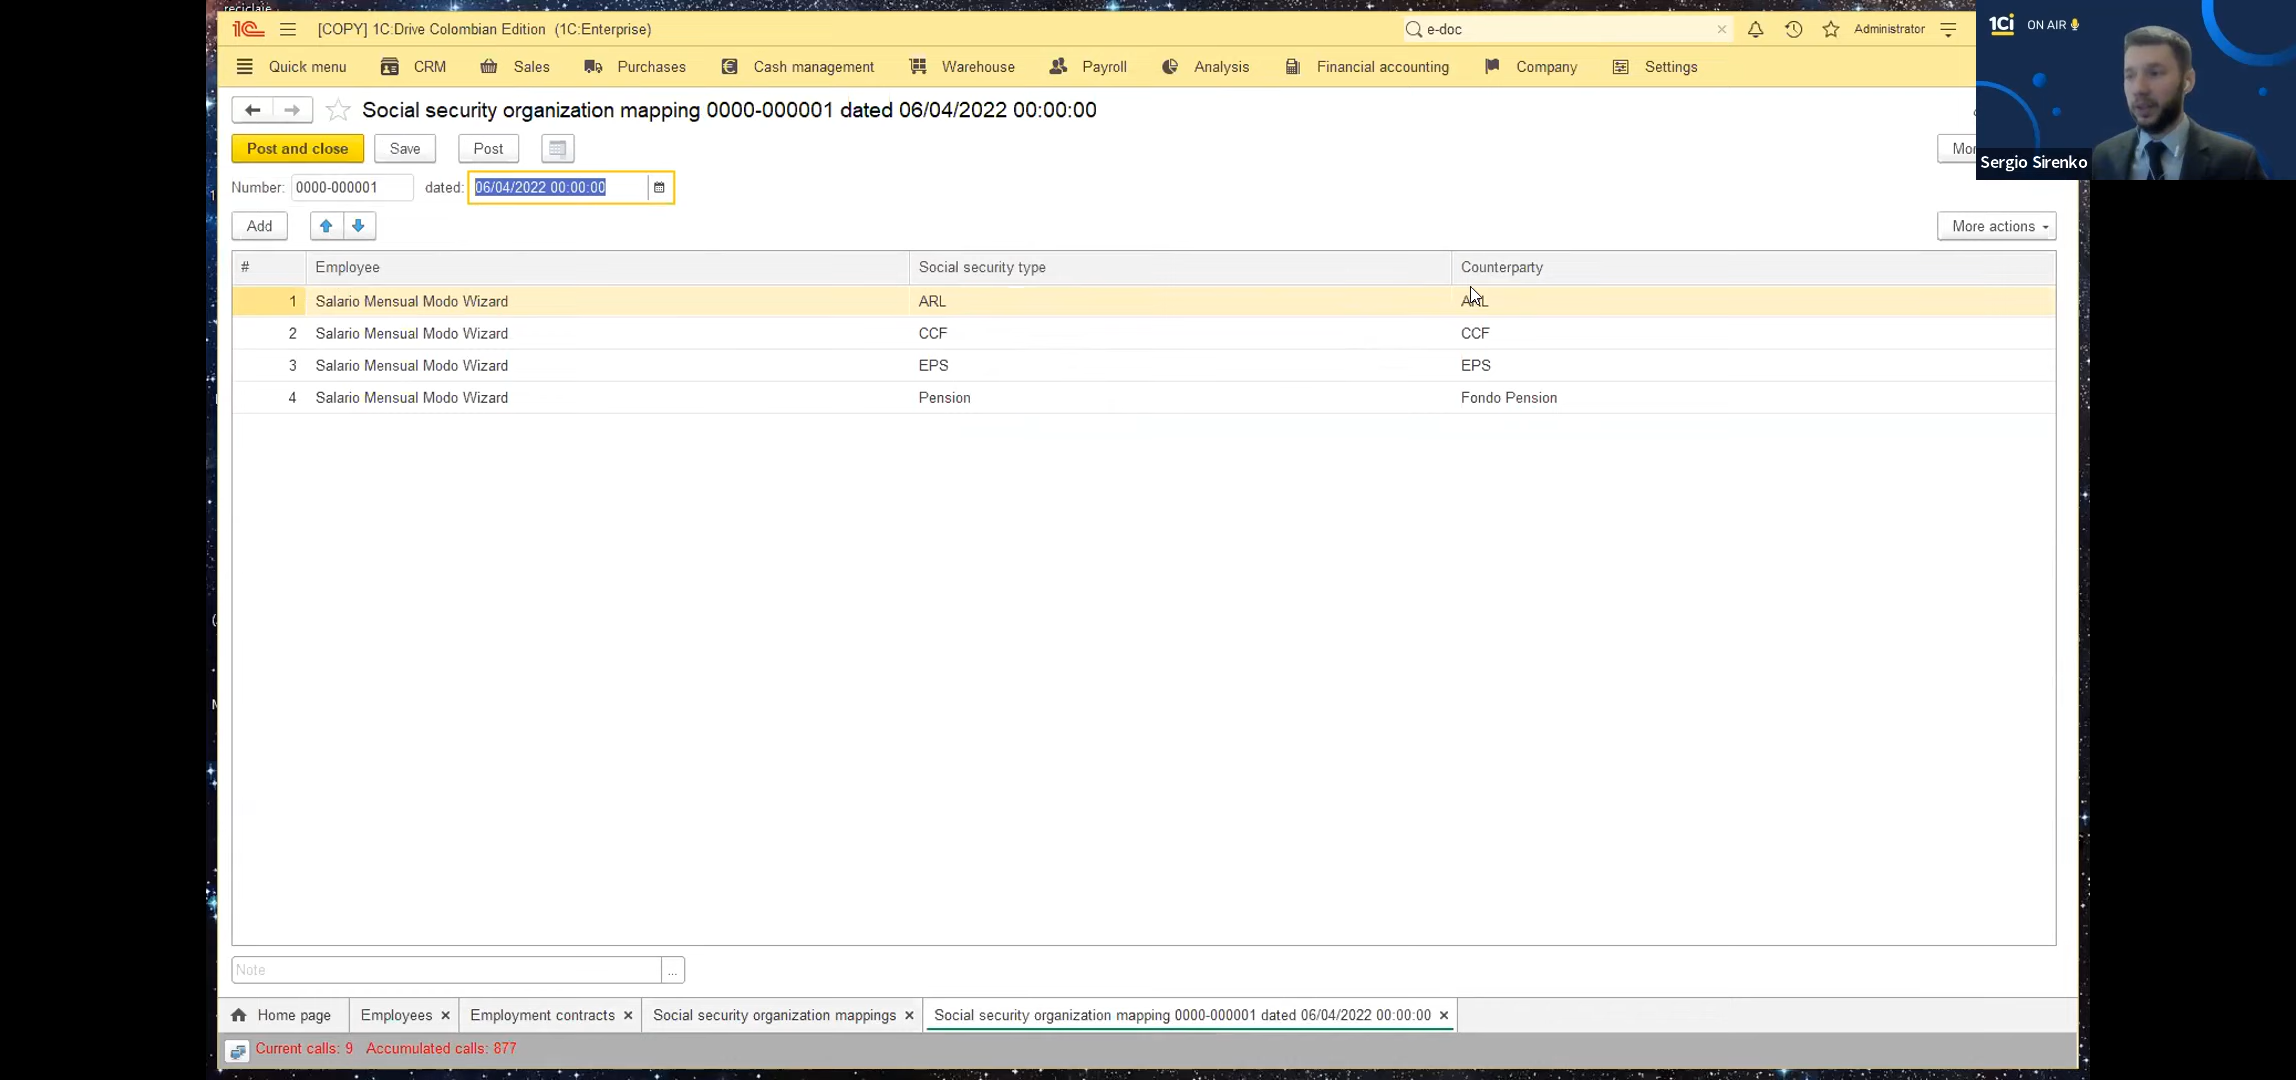 reciclaje
1C [COPY] 1C:Drive Colombian Edition (1C:Enterprise) e-doc Administrator
1Ci ON AIR
Quick menu CRM Sales Purchases Cash management Warehouse Payroll Analysis Financial accounting Company Settings
Social security organization mapping 0000-000001 dated 06/04/2022 00:00:00
Post and close Save Post Mor
Sergio Sirenko
Number: 0000-000001 dated: 06/04/2022 00:00:00
Add More actions
# Employee Social security type Counterparty
1 Salario Mensual Modo Wizard ARL ARL
2 Salario Mensual Modo Wizard CCF CCF
3 Salario Mensual Modo Wizard EPS EPS
4 Salario Mensual Modo Wizard Pension Fondo Pension
Note ...
Home page Employees × Employment contracts × Social security organization mappings × Social security organization mapping 0000-000001 dated 06/04/2022 00:00:00 ×
Current calls: 9 Accumulated calls: 877